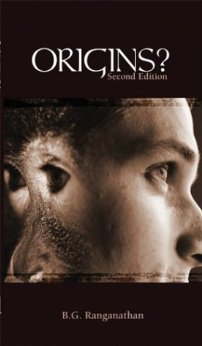 ORIGINS?
Second Edition
B.G. Ranganathan